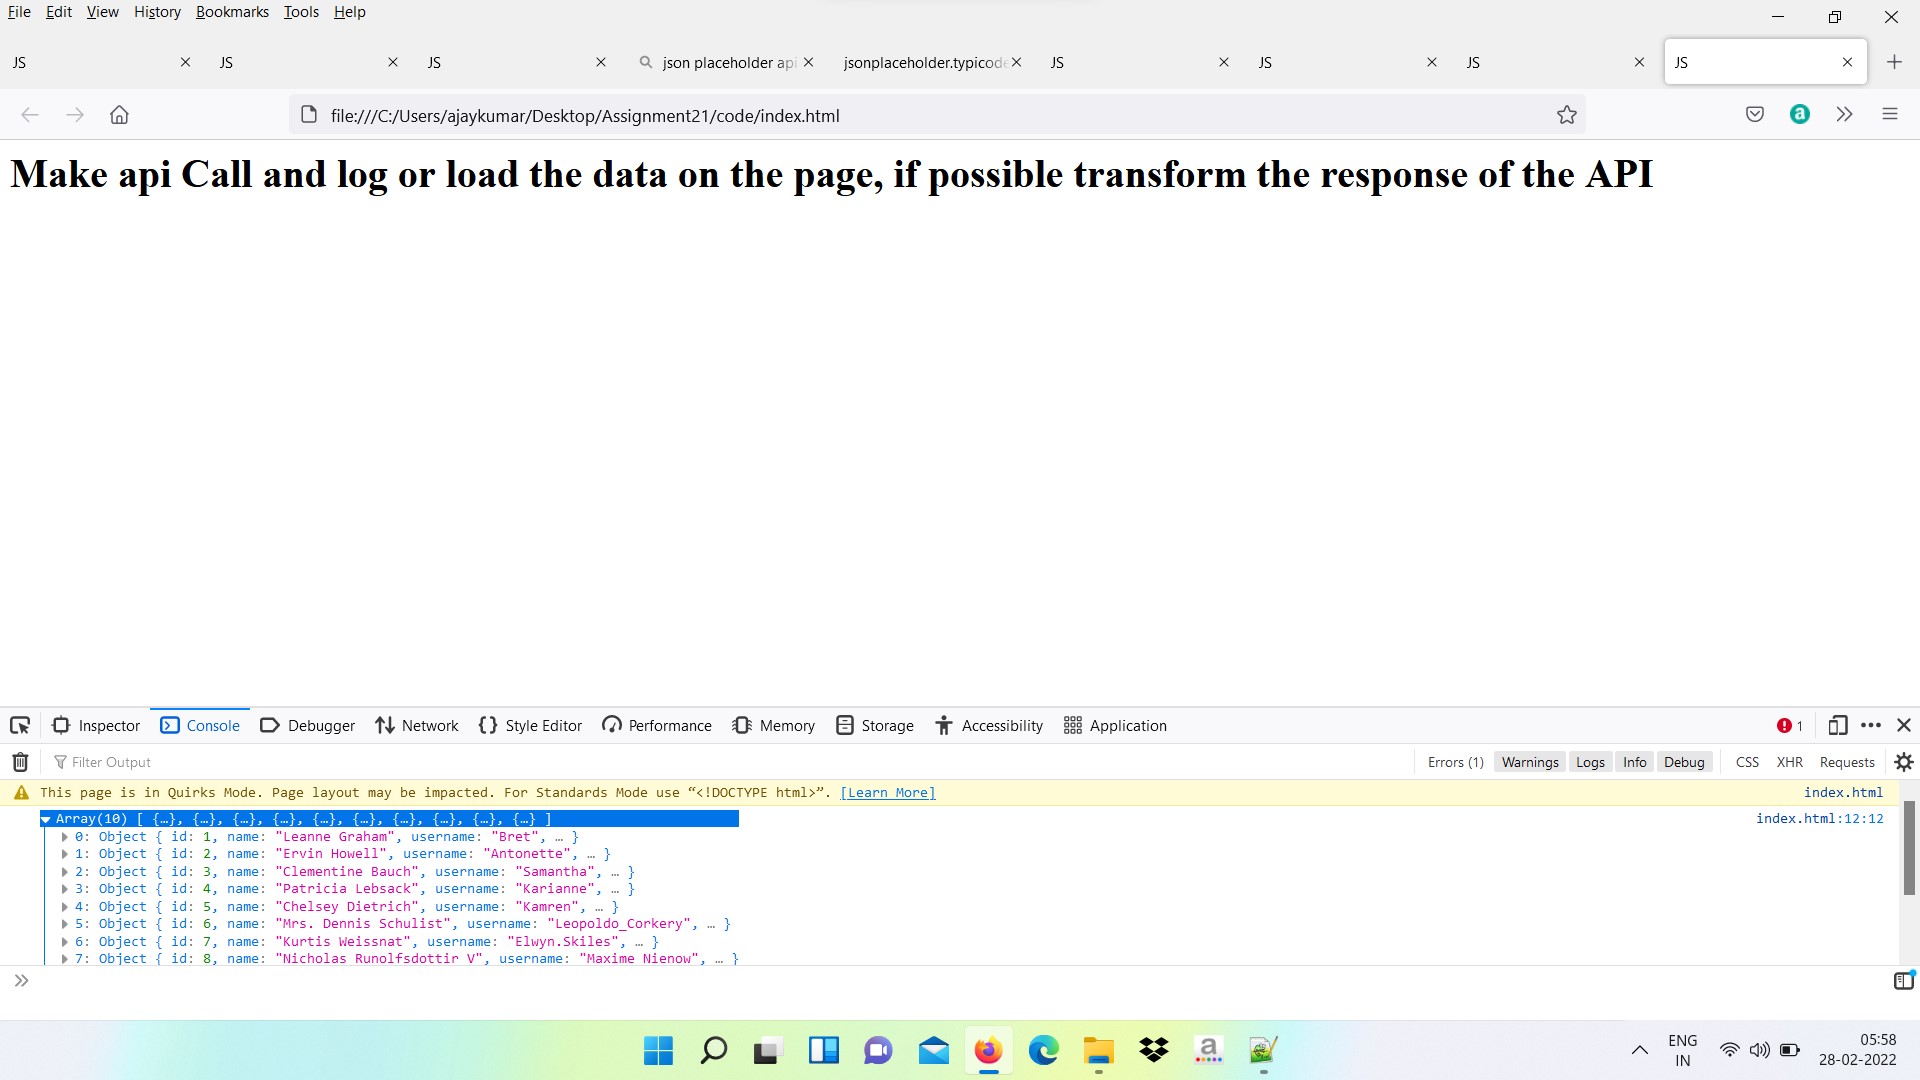 File Edit View History Bookmarks Tools Help
JS JS JS json placeholder api jsonplaceholder.typicode JS JS JS JS
file:///C:/Users/ajaykumar/Desktop/Assignment21/code/index.html
Make api Call and log or load the data on the page, if possible transform the response of the API
Inspector Console Debugger Network Style Editor Performance Memory Storage Accessibility Application 1
Filter Output Errors (1) Warnings Logs Info Debug CSS XHR Requests
This page is in Quirks Mode. Page layout may be impacted. For Standards Mode use “<!DOCTYPE html>”. [Learn More] index.html
Array(10) [ {…}, {…}, {…}, {…}, {…}, {…}, {…}, {…}, {…}, {…} ] index.html:12:12
0: Object { id: 1, name: "Leanne Graham", username: "Bret", … }
1: Object { id: 2, name: "Ervin Howell", username: "Antonette", … }
2: Object { id: 3, name: "Clementine Bauch", username: "Samantha", … }
3: Object { id: 4, name: "Patricia Lebsack", username: "Karianne", … }
4: Object { id: 5, name: "Chelsey Dietrich", username: "Kamren", … }
5: Object { id: 6, name: "Mrs. Dennis Schulist", username: "Leopoldo_Corkery", … }
6: Object { id: 7, name: "Kurtis Weissnat", username: "Elwyn.Skiles", … }
7: Object { id: 8, name: "Nicholas Runolfsdottir V", username: "Maxime_Nienow", … }
ENG 05:58
IN 28-02-2022